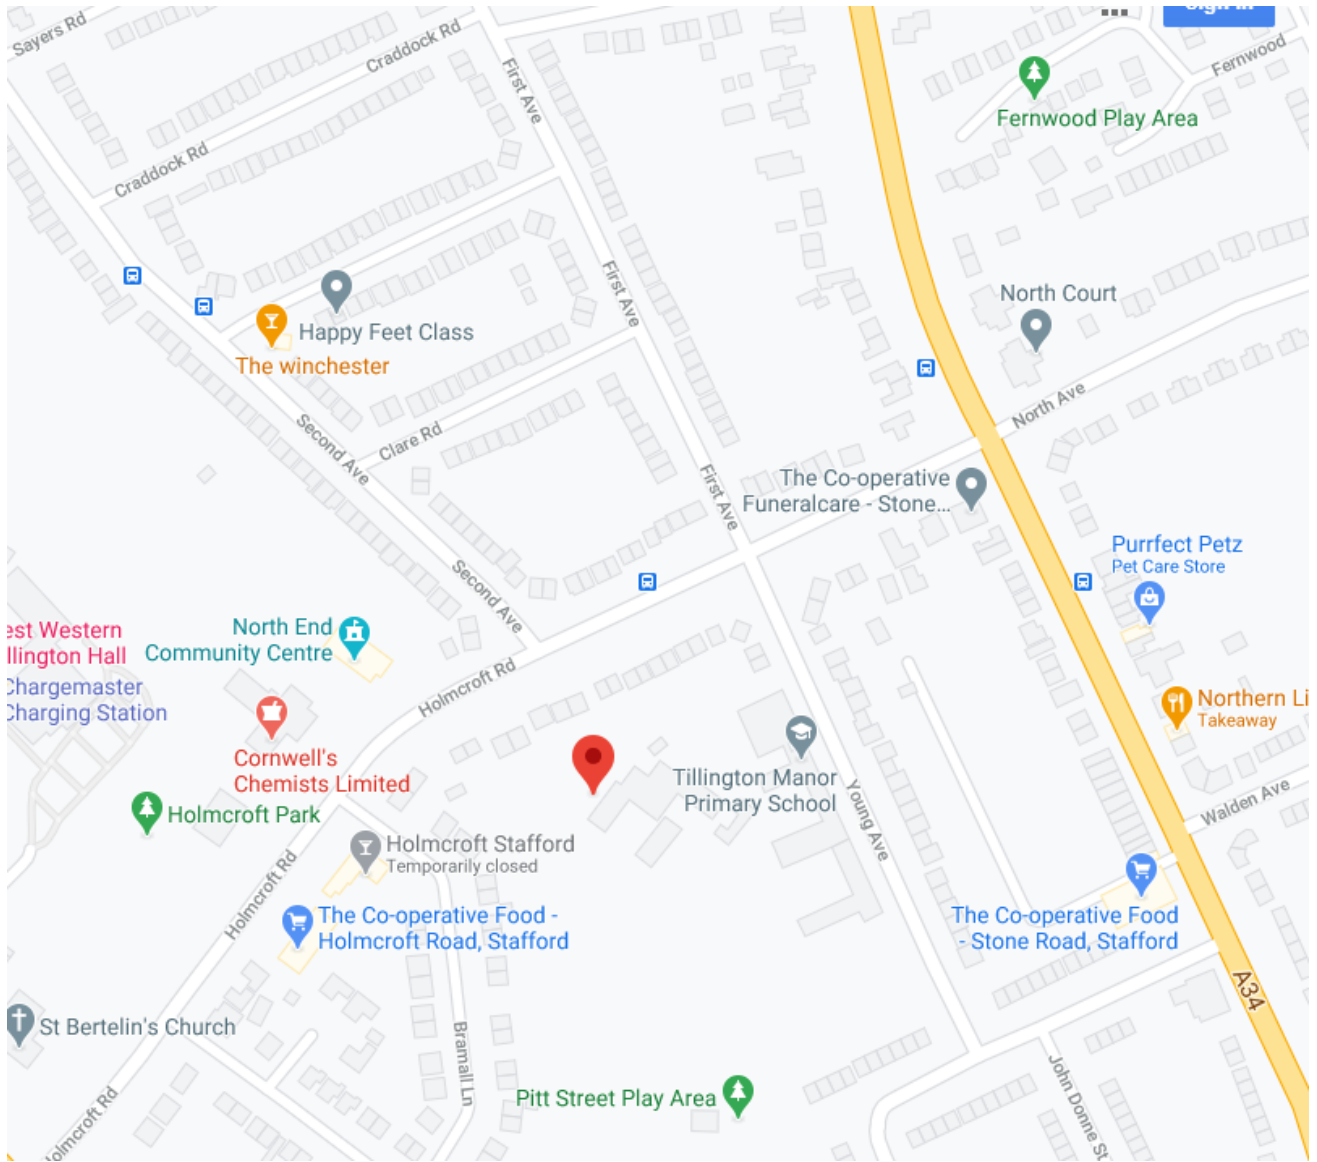 Sign in
Sayers Rd
Craddock Rd
First Ave
Fernwood
Fernwood Play Area
Craddock Rd
First Ave
North Court
Happy Feet Class
The winchester
North Ave
Second Ave
Clare Rd
First Ave
The Co-operative
Funeralcare - Stone...
Purrfect Petz
Pet Care Store
Second Ave
North End
Community Centre
est Western
llington Hall
Chargemaster
Charging Station
Holmcroft Rd
Northern Li
Takeaway
Cornwell's
Chemists Limited
Tillington Manor
Primary School
Young Ave
Walden Ave
Holmcroft Park
Holmcroft Stafford
Temporarily closed
Holmcroft Rd
The Co-operative Food -
Holmcroft Road, Stafford
The Co-operative Food
- Stone Road, Stafford
A34
St Bertelin's Church
Bramall Ln
Pitt Street Play Area
John Donne St
olmcroft Rd